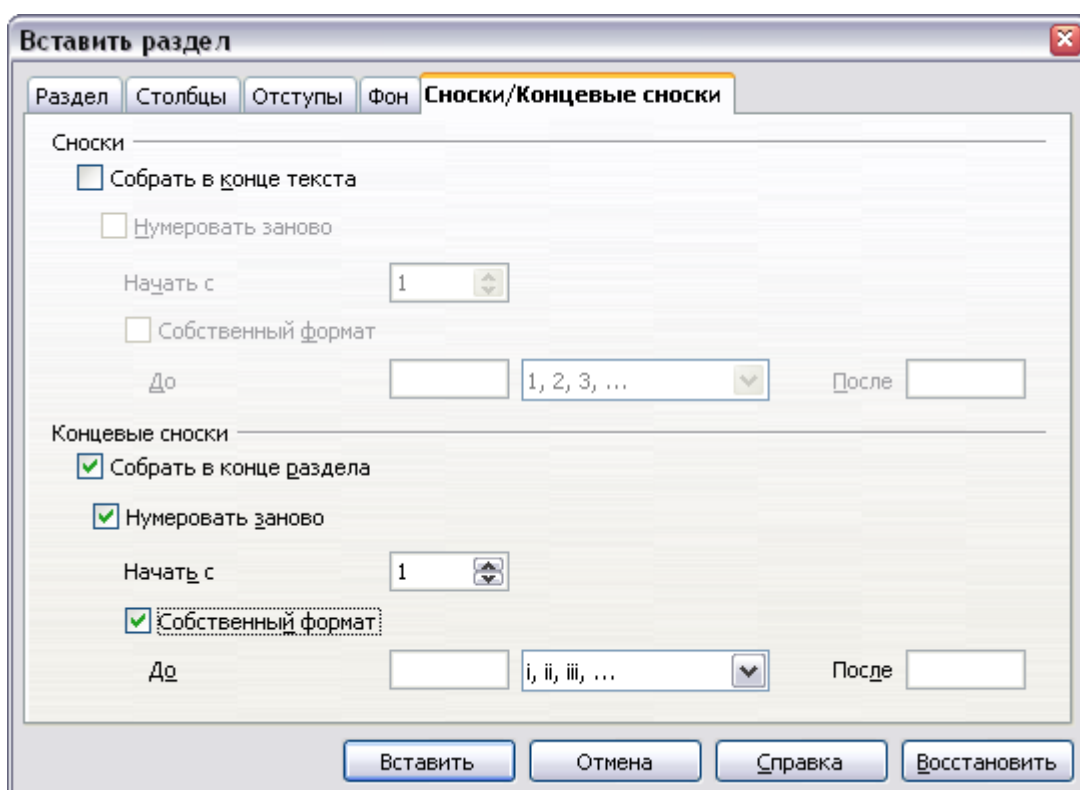 Вставить раздел
Раздел Столбцы Отступы Фон Сноски/Концевые сноски
Сноски
Собрать в конце текста
Нумеровать заново
Начать с 1
Собственный формат
До 1, 2, 3, ... После
Концевые сноски
Собрать в конце раздела
Нумеровать заново
Начать с 1
Собственный формат
До i, ii, iii, ... После
Вставить Отмена Справка Восстановить